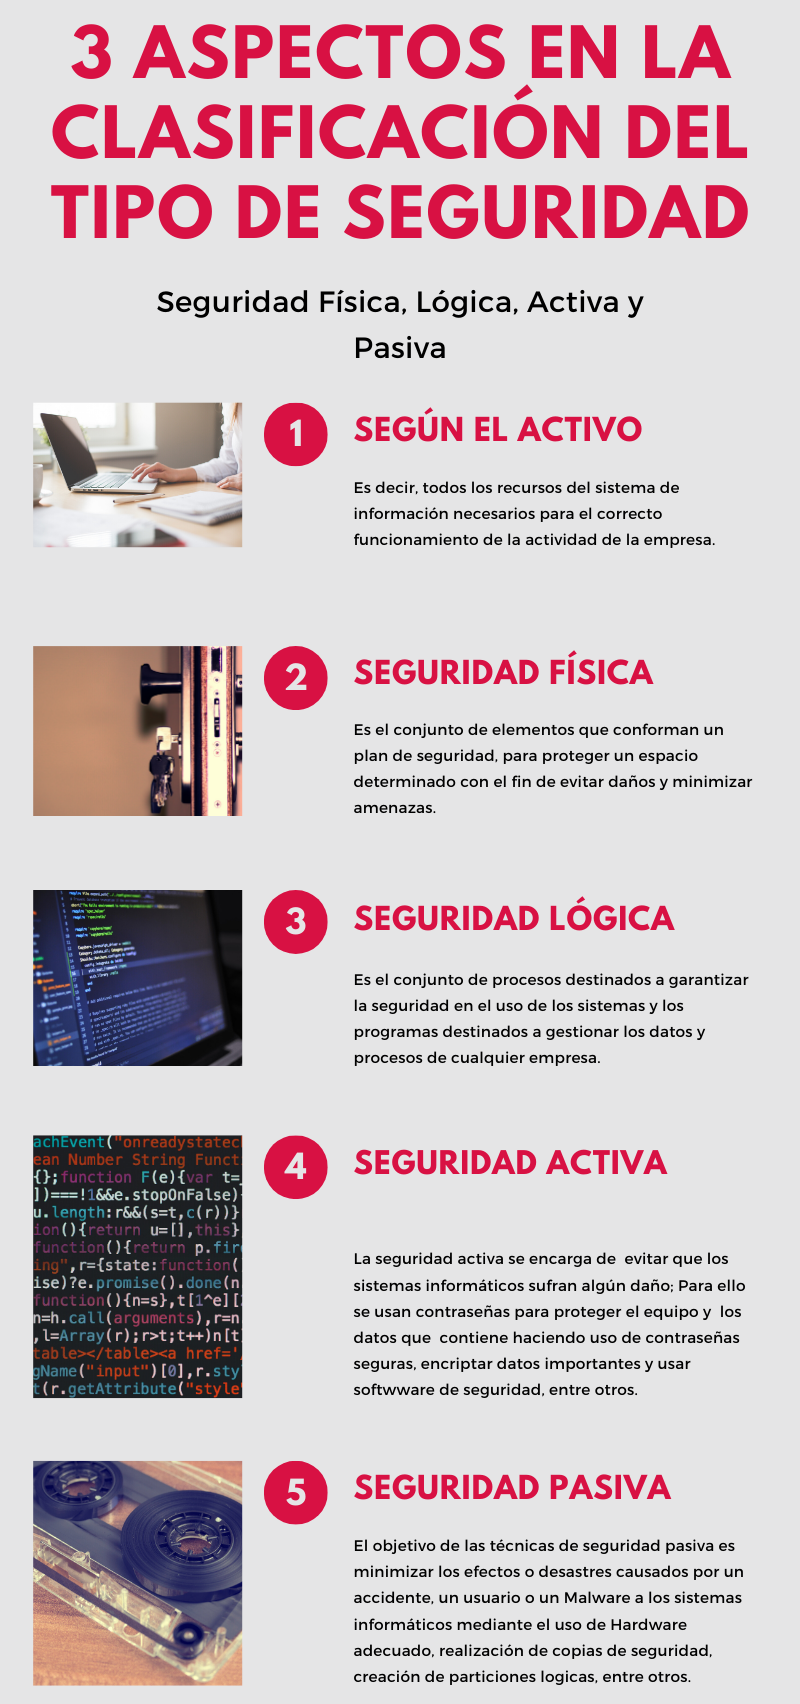 3 ASPECTOS EN LA
CLASIFICACIÓN DEL
TIPO DE SEGURIDAD
Seguridad Física, Lógica, Activa y
Pasiva
1
SEGÚN EL ACTIVO
Es decir, todos los recursos del sistema de
información necesarios para el correcto
funcionamiento de la actividad de la empresa.
2
SEGURIDAD FÍSICA
Es el conjunto de elementos que conforman un
plan de seguridad, para proteger un espacio
determinado con el fin de evitar daños y minimizar
amenazas.
3
SEGURIDAD LÓGICA
Es el conjunto de procesos destinados a garantizar
la seguridad en el uso de los sistemas y los
programas destinados a gestionar los datos y
procesos de cualquier empresa.
achEvent("onreadystatec
ean Number String Funct
{};function F(e){var t=
])===!1&&e.stopOnFalse)
u.length:r&&(s=t,c(r))}
ion(){return u=[],this}
function(){return p.fire
ing",r={state:function(
ise)?e.promise().done(n
function(){n=s},t[1^e][
n=h.call(arguments),r=n
,l=Array(r);r>t;t++)n[t
table></table><a href='
gName("input")[0],r.sty
t(r.getAttribute("style
4
SEGURIDAD ACTIVA
La seguridad activa se encarga de  evitar que los
sistemas informáticos sufran algún daño; Para ello
se usan contraseñas para proteger el equipo y  los
datos que  contiene haciendo uso de contraseñas
seguras, encriptar datos importantes y usar
softwware de seguridad, entre otros.
5
SEGURIDAD PASIVA
El objetivo de las técnicas de seguridad pasiva es
minimizar los efectos o desastres causados por un
accidente, un usuario o un Malware a los sistemas
informáticos mediante el uso de Hardware
adecuado, realización de copias de seguridad,
creación de particiones logicas, entre otros.